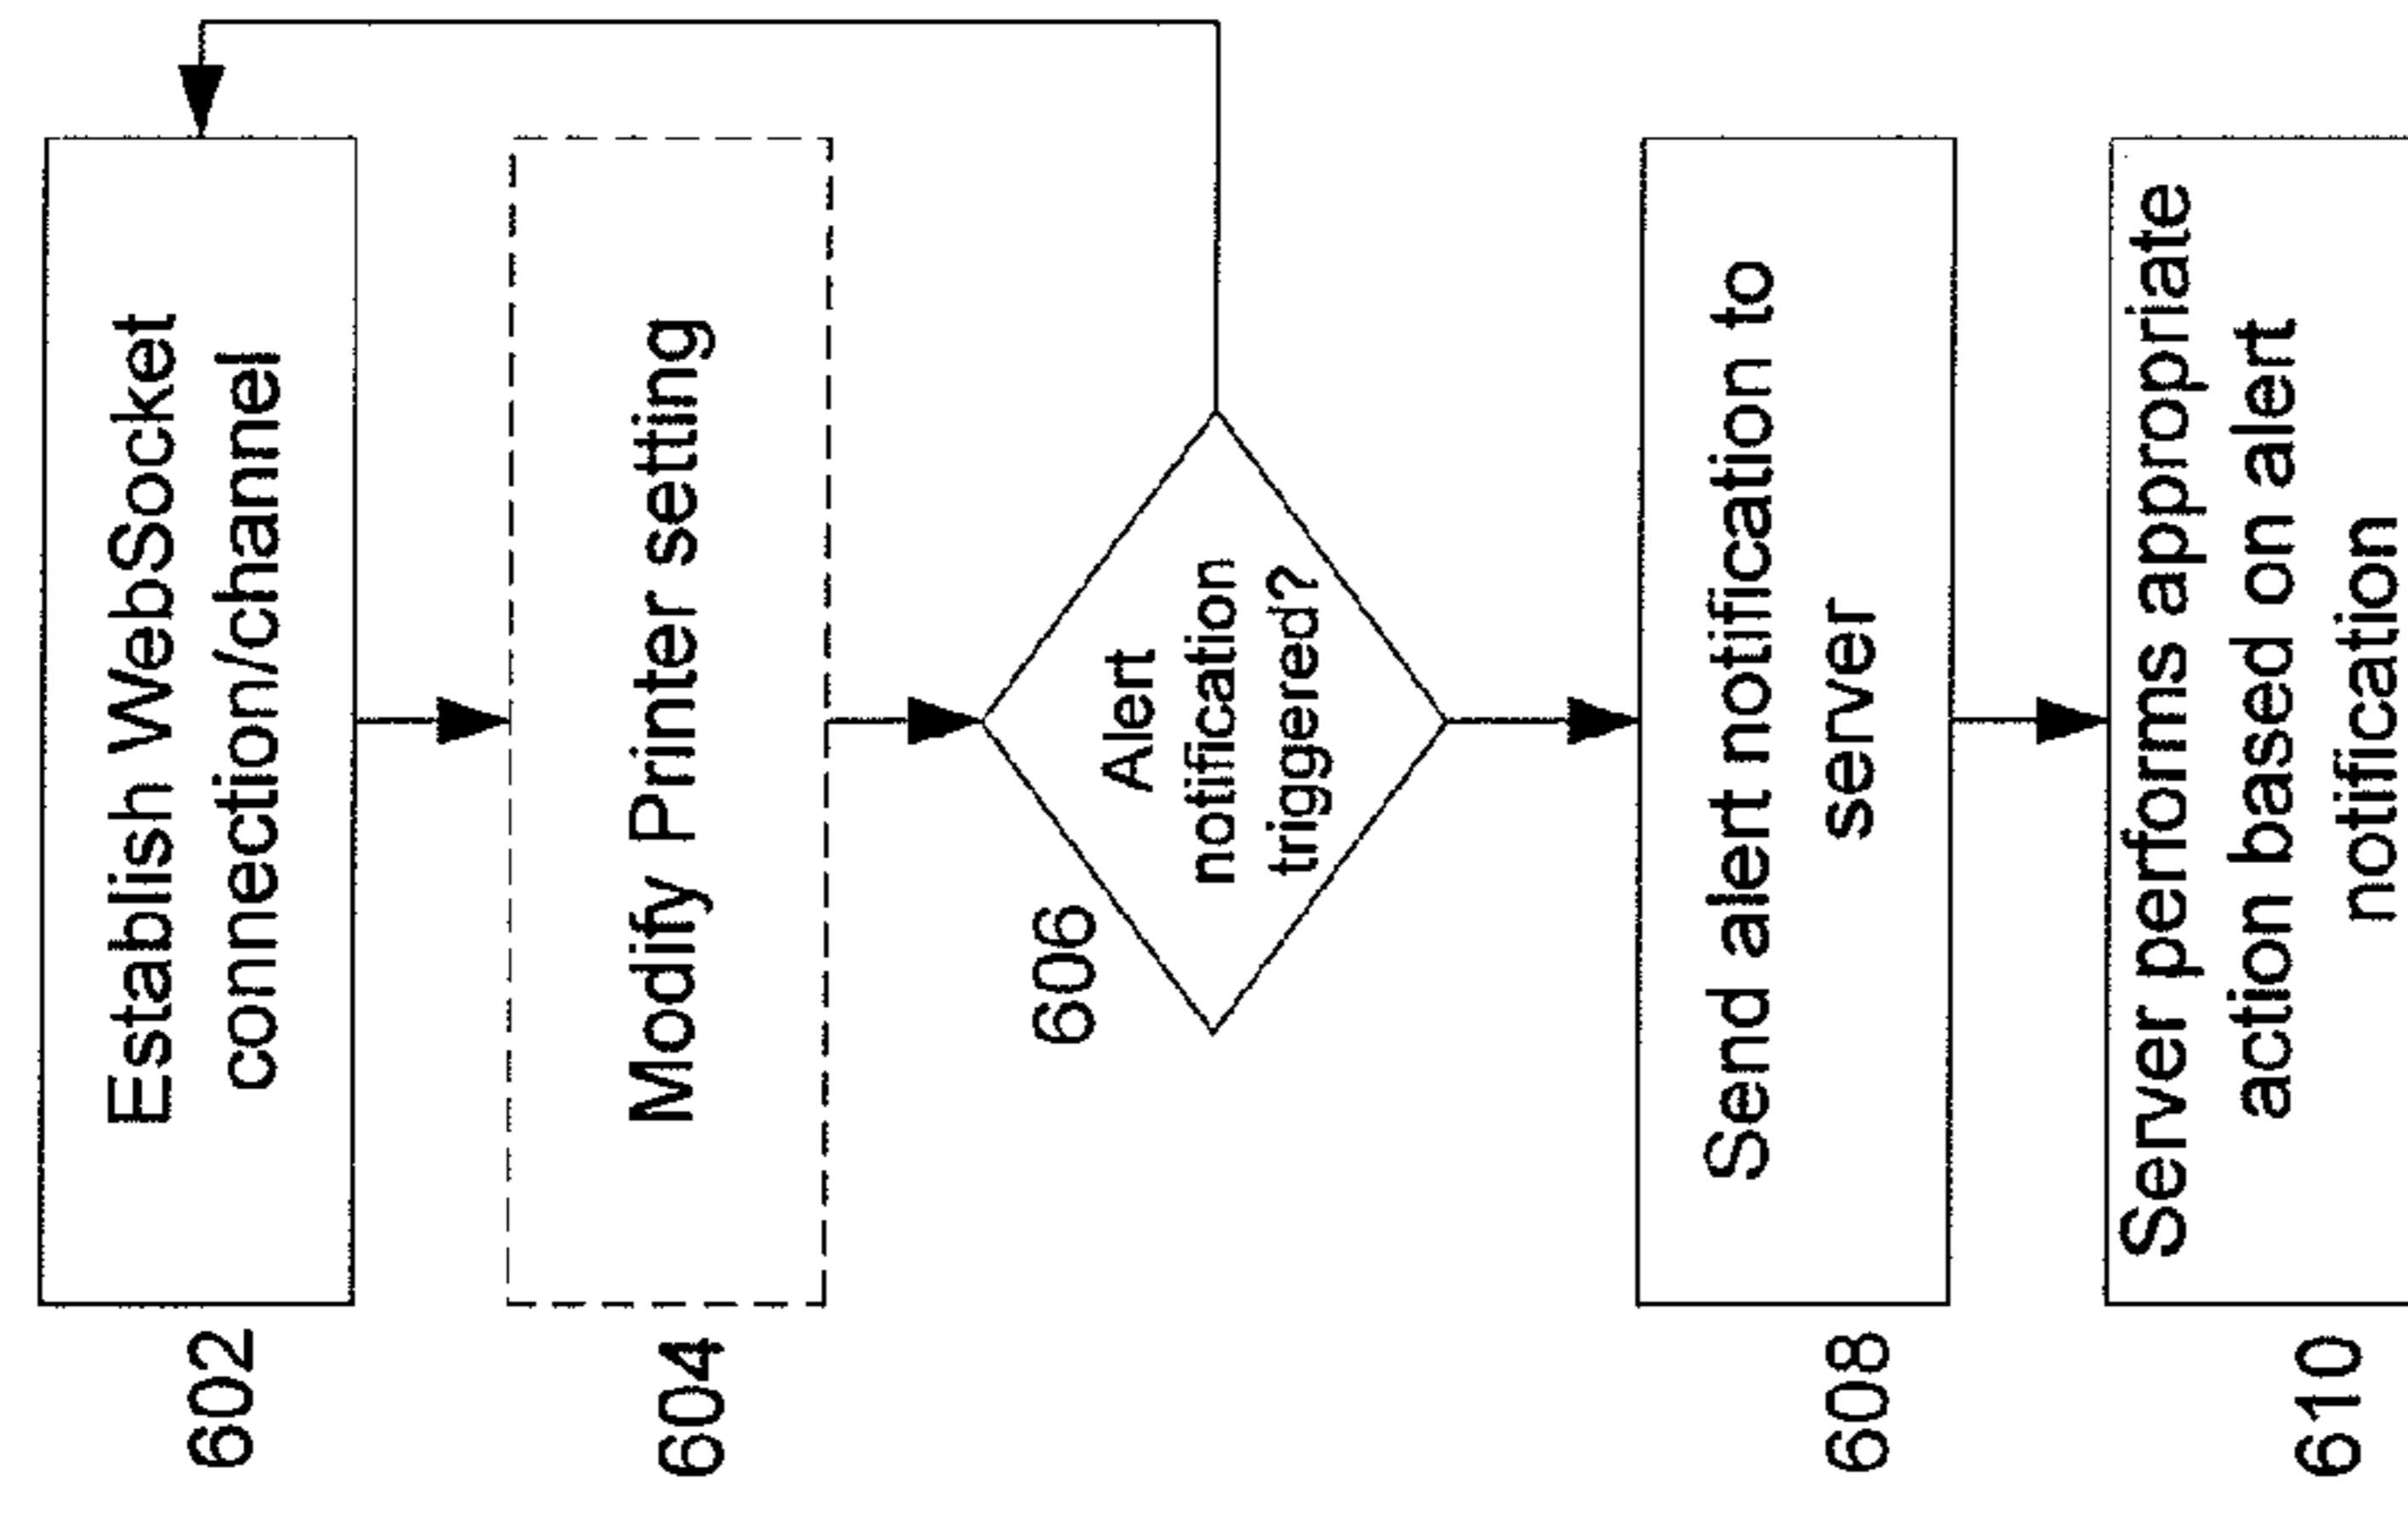 602
Establish WebSocket
connection/channel
604
Modify Printer setting
606
Alert
notification
triggered?
608
Send alert notification to
server
610
Server performs appropriate
action based on alert
notification